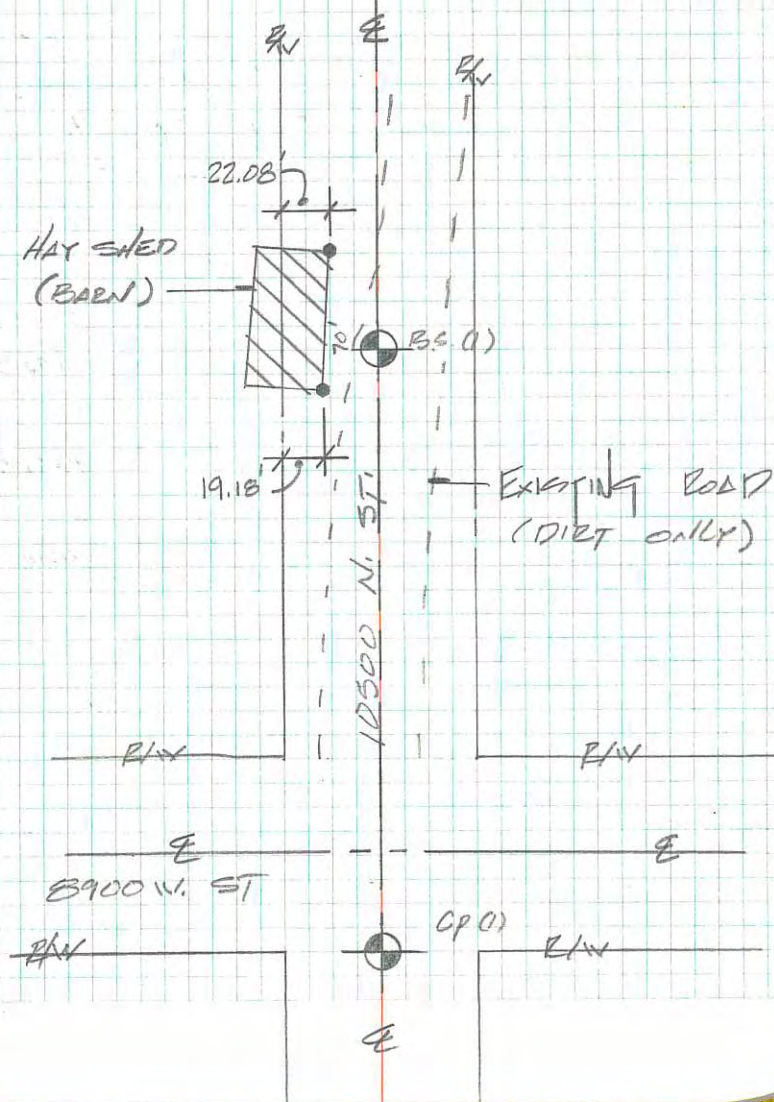 ℄
R/W
R/W
22.08'
HAY SHED
(BARN)
70'
B.S. (1)
19.18'
EXISTING ROAD
(DIRT ONLY)
10500 N. ST.
R/W
R/W
℄
℄
8900 W. ST
CP (1)
R/W
R/W
℄